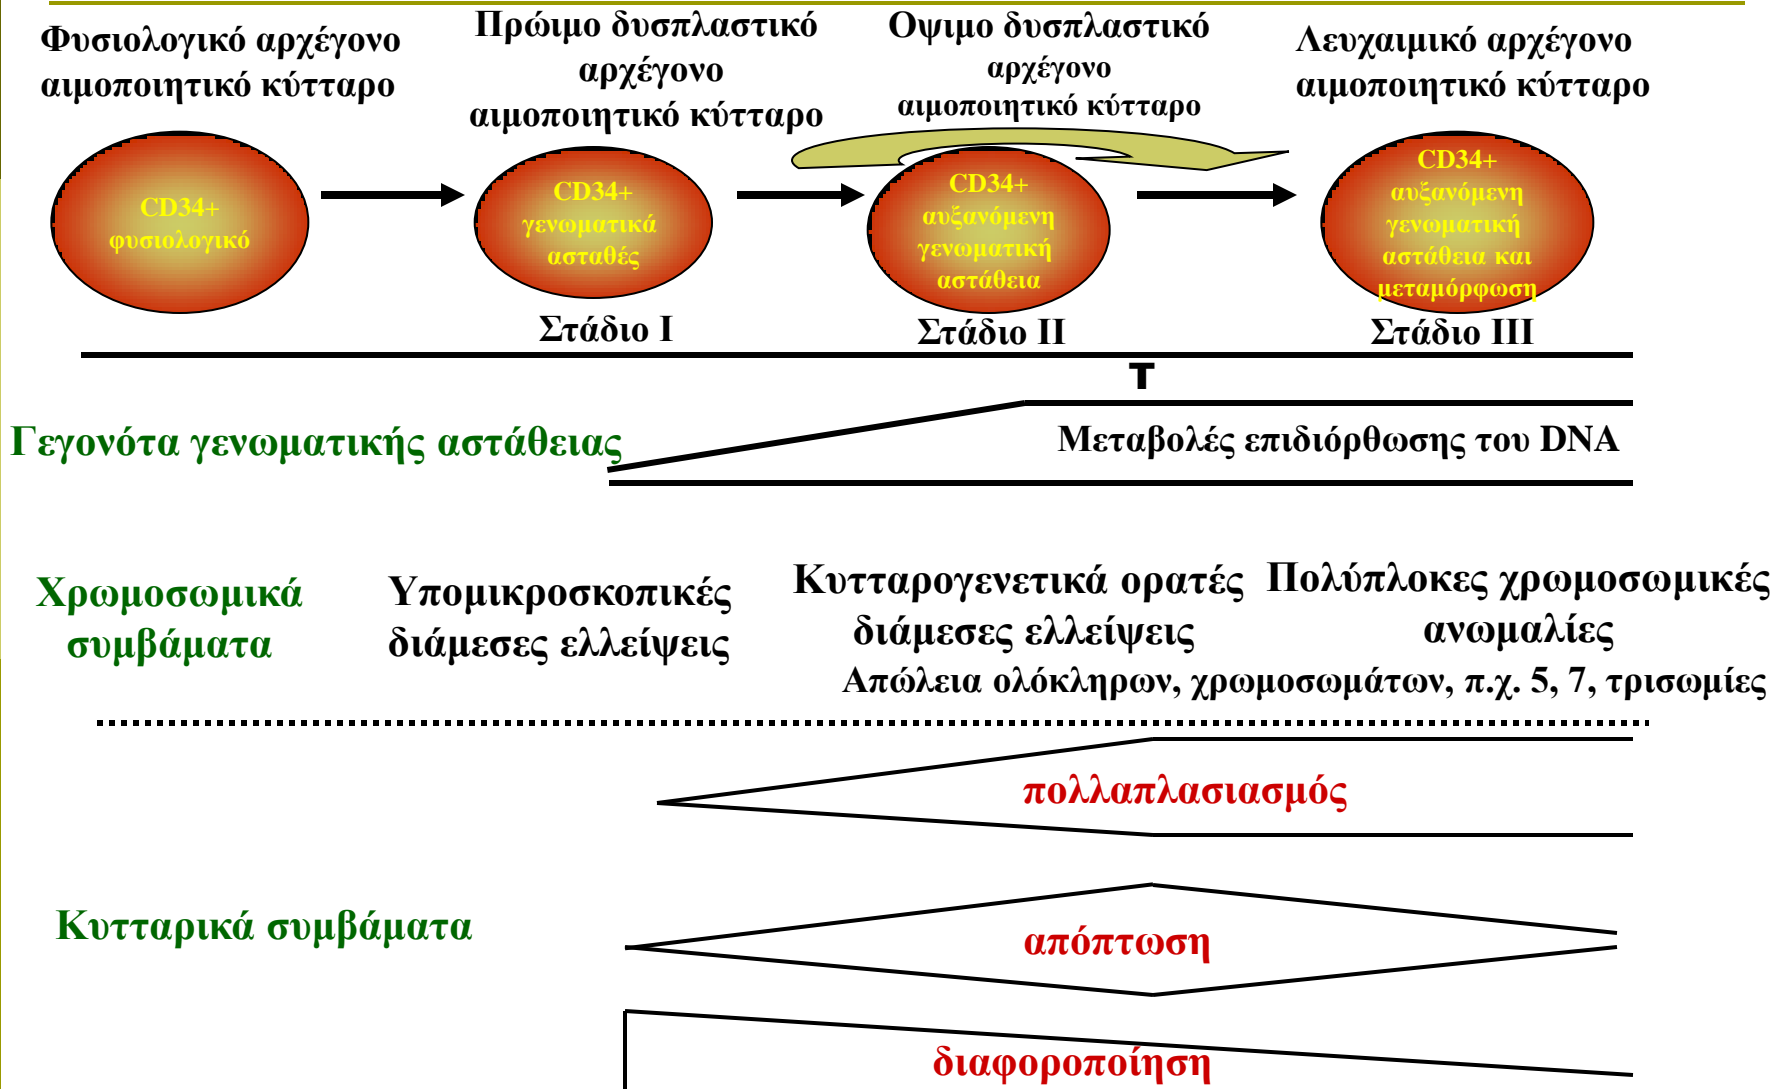 Φυσιολογικό αρχέγονο
αιμοποιητικό κύτταρο
Πρώιμο δυσπλαστικό
αρχέγονο
αιμοποιητικό κύτταρο
Οψιμο δυσπλαστικό
αρχέγονο
αιμοποιητικό κύτταρο
Λευχαιμικό αρχέγονο
αιμοποιητικό κύτταρο
CD34+
φυσιολογικό
CD34+
γενωματικά
ασταθές
CD34+
αυξανόμενη
γενωματική
αστάθεια
CD34+
αυξανόμενη
γενωματική
αστάθεια και
μεταμόρφωση
Στάδιο Ι
Στάδιο ΙΙ
Στάδιο ΙΙΙ
Τ
Γεγονότα γενωματικής αστάθειας
Μεταβολές επιδιόρθωσης του DNA
Χρωμοσωμικά
συμβάματα
Υπομικροσκοπικές
διάμεσες ελλείψεις
Κυτταρογενετικά ορατές
διάμεσες ελλείψεις
Πολύπλοκες χρωμοσωμικές
ανωμαλίες
Απώλεια ολόκληρων, χρωμοσωμάτων, π.χ. 5, 7, τρισωμίες
πολλαπλασιασμός
Κυτταρικά συμβάματα
απόπτωση
διαφοροποίηση